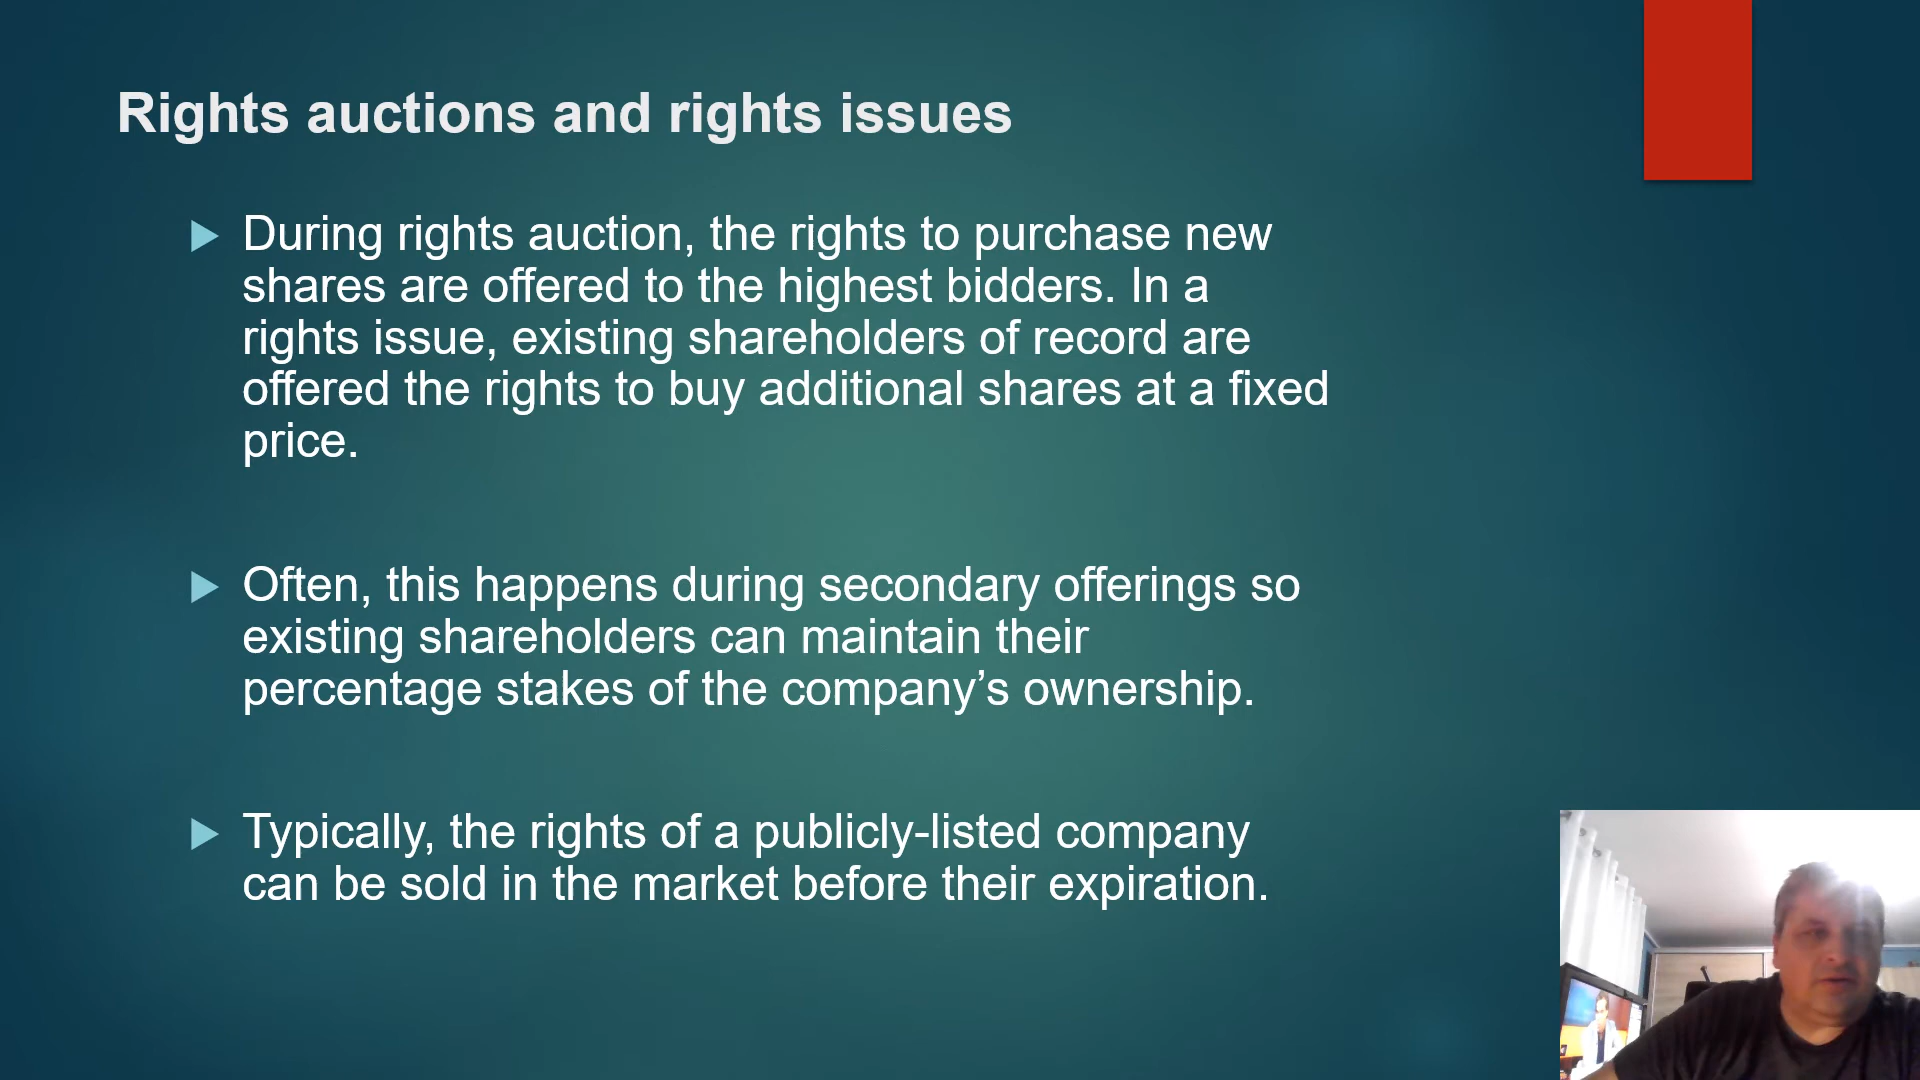 Rights auctions and rights issues
During rights auction, the rights to purchase new
shares are offered to the highest bidders. In a
rights issue, existing shareholders of record are
offered the rights to buy additional shares at a fixed
price.
Often, this happens during secondary offerings so
existing shareholders can maintain their
percentage stakes of the company’s ownership.
Typically, the rights of a publicly-listed company
can be sold in the market before their expiration.